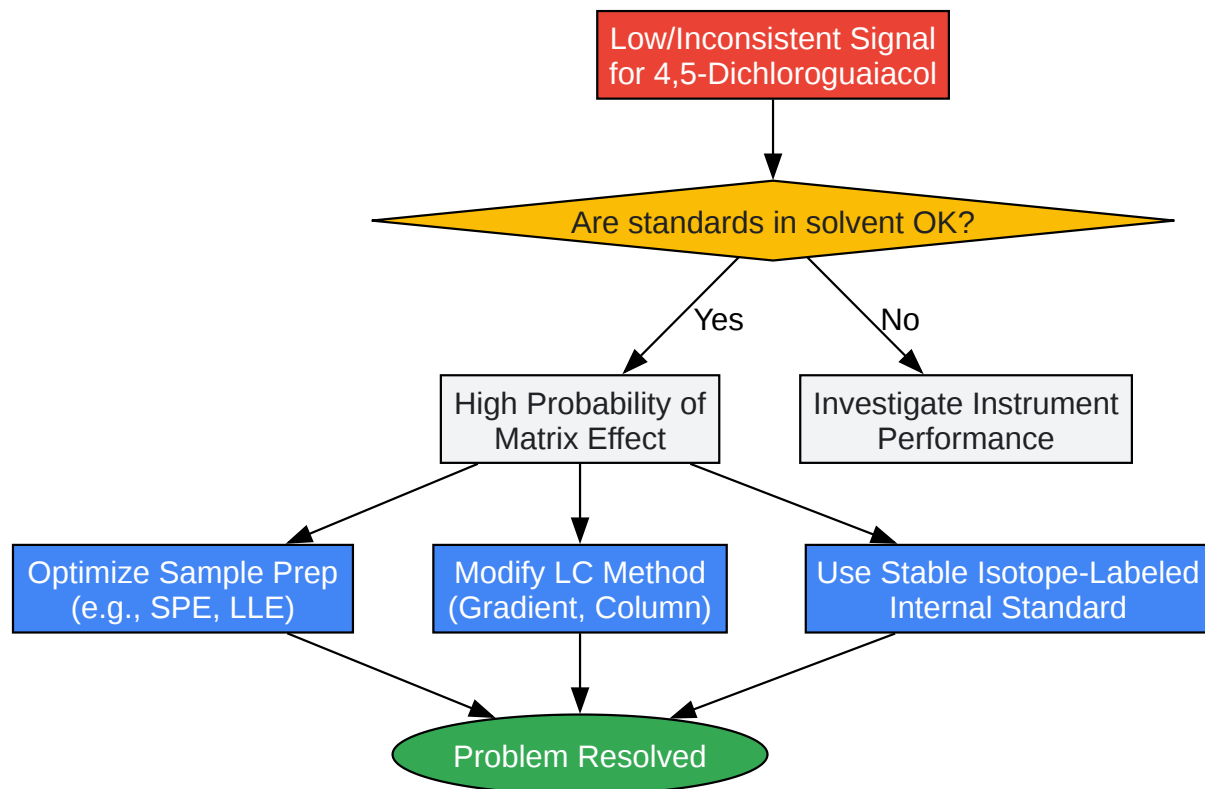 Low/Inconsistent Signal
for 4,5-Dichloroguaiacol
Are standards in solvent OK?
Yes
No
High Probability of
Matrix Effect
Investigate Instrument
Performance
Optimize Sample Prep
(e.g., SPE, LLE)
Modify LC Method
(Gradient, Column)
Use Stable Isotope-Labeled
Internal Standard
Problem Resolved